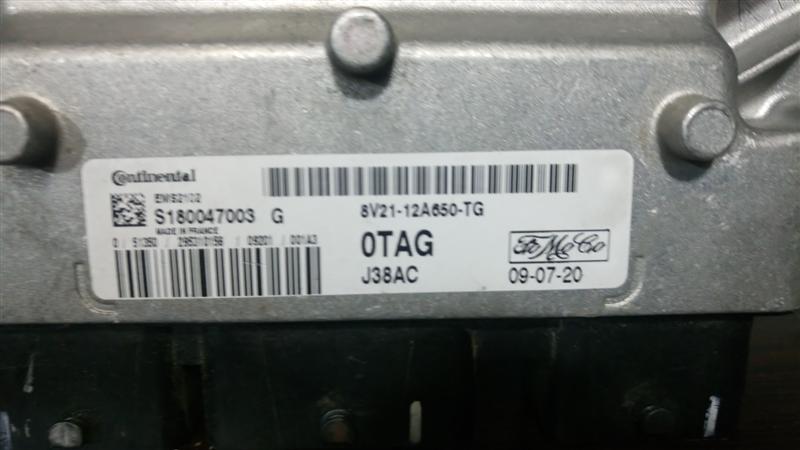 Continental
EMS2102
S180047003 G
MADE IN FRANCE
8V21-12A650-TG
0TAG
FoMoCo
J38AC
09-07-20